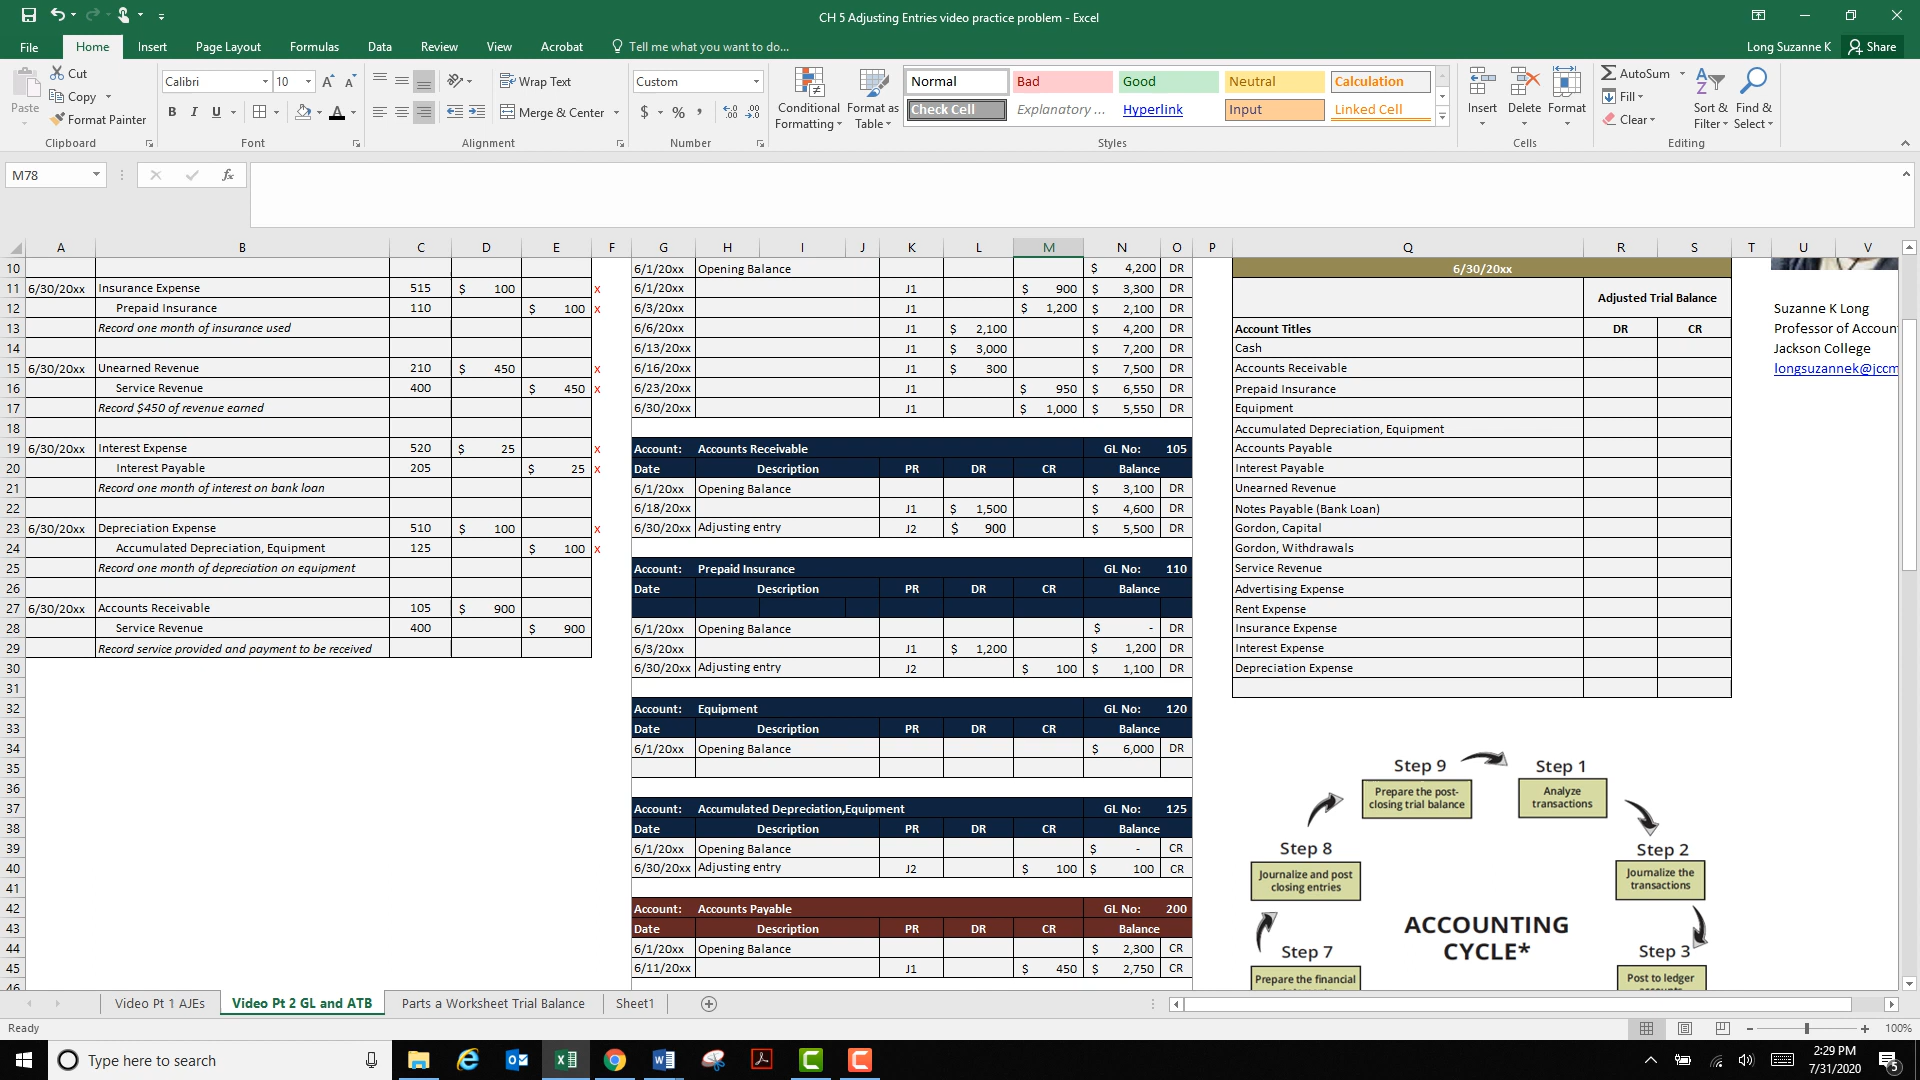 CH 5 Adjusting Entries video practice problem - Excel
File Home Insert Page Layout Formulas Data Review View Acrobat Tell me what you want to do... Long Suzanne K Share
Paste Cut Copy Format Painter Clipboard
Calibri 10 A A B I U A Font
Wrap Text Merge & Center Alignment
Custom $ % , Number
Conditional Formatting Format as Table
Normal Bad Good Neutral Calculation
Check Cell Explanatory ... Hyperlink Input Linked Cell
Styles
Insert Delete Format Cells
AutoSum Fill Clear Sort & Filter Find & Select Editing
M78 fx
A B C D E F G H I J K L M N O P Q R S T U V
10 6/1/20xx Opening Balance $ 4,200 DR 6/30/20xx
11 6/30/20xx Insurance Expense 515 $ 100 x 6/1/20xx J1 $ 900 $ 3,300 DR Adjusted Trial Balance
12 Prepaid Insurance 110 $ 100 x 6/3/20xx J1 $ 1,200 $ 2,100 DR Suzanne K Long
13 Record one month of insurance used 6/6/20xx J1 $ 2,100 $ 4,200 DR Account Titles DR CR Professor of Accoun
14 6/13/20xx J1 $ 3,000 $ 7,200 DR Cash Jackson College
15 6/30/20xx Unearned Revenue 210 $ 450 x 6/16/20xx J1 $ 300 $ 7,500 DR Accounts Receivable longsuzannek@jccm
16 Service Revenue 400 $ 450 x 6/23/20xx J1 $ 950 $ 6,550 DR Prepaid Insurance
17 Record $450 of revenue earned 6/30/20xx J1 $ 1,000 $ 5,550 DR Equipment
18 Accumulated Depreciation, Equipment
19 6/30/20xx Interest Expense 520 $ 25 x Account: Accounts Receivable GL No: 105 Accounts Payable
20 Interest Payable 205 $ 25 x Date Description PR DR CR Balance Interest Payable
21 Record one month of interest on bank loan 6/1/20xx Opening Balance $ 3,100 DR Unearned Revenue
22 6/18/20xx J1 $ 1,500 $ 4,600 DR Notes Payable (Bank Loan)
23 6/30/20xx Depreciation Expense 510 $ 100 x 6/30/20xx Adjusting entry J2 $ 900 $ 5,500 DR Gordon, Capital
24 Accumulated Depreciation, Equipment 125 $ 100 x Gordon, Withdrawals
25 Record one month of depreciation on equipment Account: Prepaid Insurance GL No: 110 Service Revenue
26 Date Description PR DR CR Balance Advertising Expense
27 6/30/20xx Accounts Receivable 105 $ 900 Rent Expense
28 Service Revenue 400 $ 900 6/1/20xx Opening Balance $ - DR Insurance Expense
29 Record service provided and payment to be received 6/3/20xx J1 $ 1,200 $ 1,200 DR Interest Expense
30 6/30/20xx Adjusting entry J2 $ 100 $ 1,100 DR Depreciation Expense
31
32 Account: Equipment GL No: 120
33 Date Description PR DR CR Balance
34 6/1/20xx Opening Balance $ 6,000 DR
35
36
37 Account: Accumulated Depreciation,Equipment GL No: 125
38 Date Description PR DR CR Balance
39 6/1/20xx Opening Balance $ - CR
40 6/30/20xx Adjusting entry J2 $ 100 $ 100 CR
41
42 Account: Accounts Payable GL No: 200
43 Date Description PR DR CR Balance
44 6/1/20xx Opening Balance $ 2,300 CR
45 6/11/20xx J1 $ 450 $ 2,750 CR
46
Step 9
Prepare the post-
closing trial balance
Step 1
Analyze
transactions
Step 8
Journalize and post
closing entries
Step 2
Journalize the
transactions
ACCOUNTING
CYCLE*
Step 7
Prepare the financial
Step 3
Post to ledger
Video Pt 1 AJEs Video Pt 2 GL and ATB Parts a Worksheet Trial Balance Sheet1
Ready 100%
Type here to search
2:29 PM
7/31/2020
5